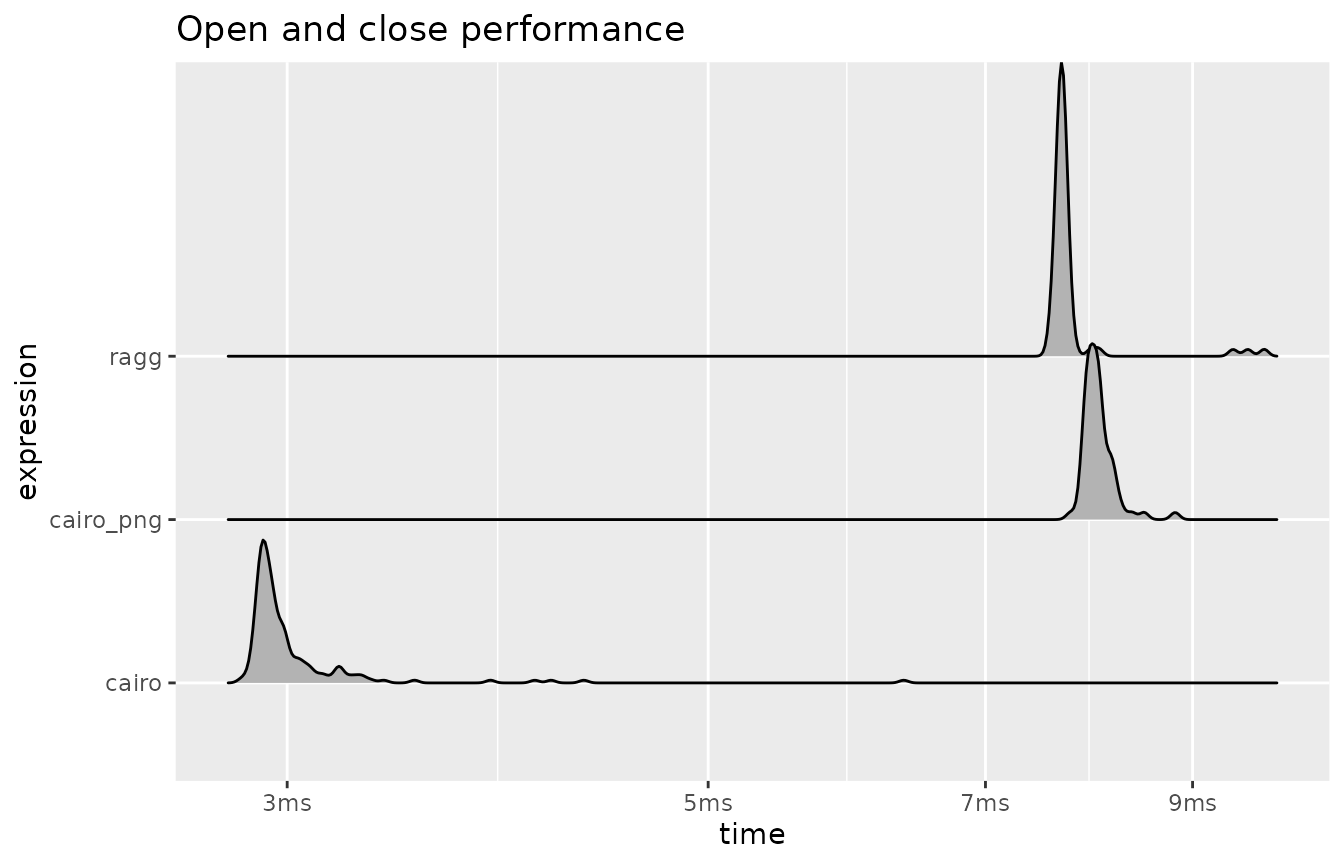 Open and close performance
expression
ragg
cairo_png
cairo
3ms 5ms 7ms 9ms
time